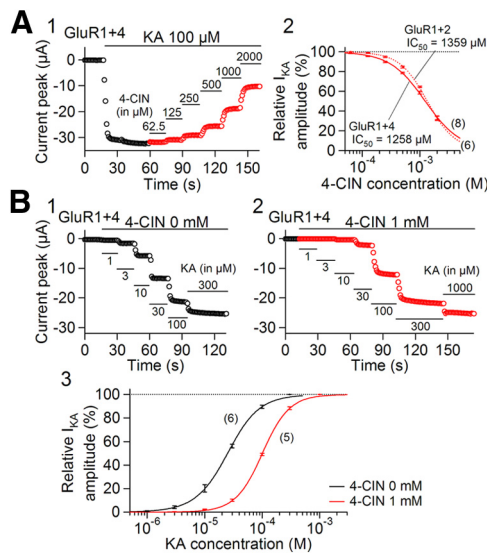 A
1
GluR1+4
KA 100 μM
Current peak (μA)
0
-10
-20
-30
4-CIN
(in μM)
62.5
125
250
500
1000
2000
0 30 60 90 120 150
Time (s)
2
Relative I_KA
amplitude (%)
100
80
60
40
20
0
GluR1+2
IC50 = 1359 μM
GluR1+4
IC50 = 1258 μM
(8)
(6)
10^-4 10^-3
4-CIN concentration (M)
B
1
GluR1+4
4-CIN 0 mM
Current peak (μA)
0
-10
-20
-30
1
3
10
30
100
KA (in μM)
300
0 30 60 90 120
Time (s)
2
GluR1+4
4-CIN 1 mM
0
-10
-20
-30
1
3
10
30
100
300
KA (in μM)
1000
0 30 60 90 120 150
Time (s)
3
Relative I_KA
amplitude (%)
100
80
60
40
20
0
(6)
(5)
4-CIN 0 mM
4-CIN 1 mM
10^-6 10^-5 10^-4 10^-3
KA concentration (M)